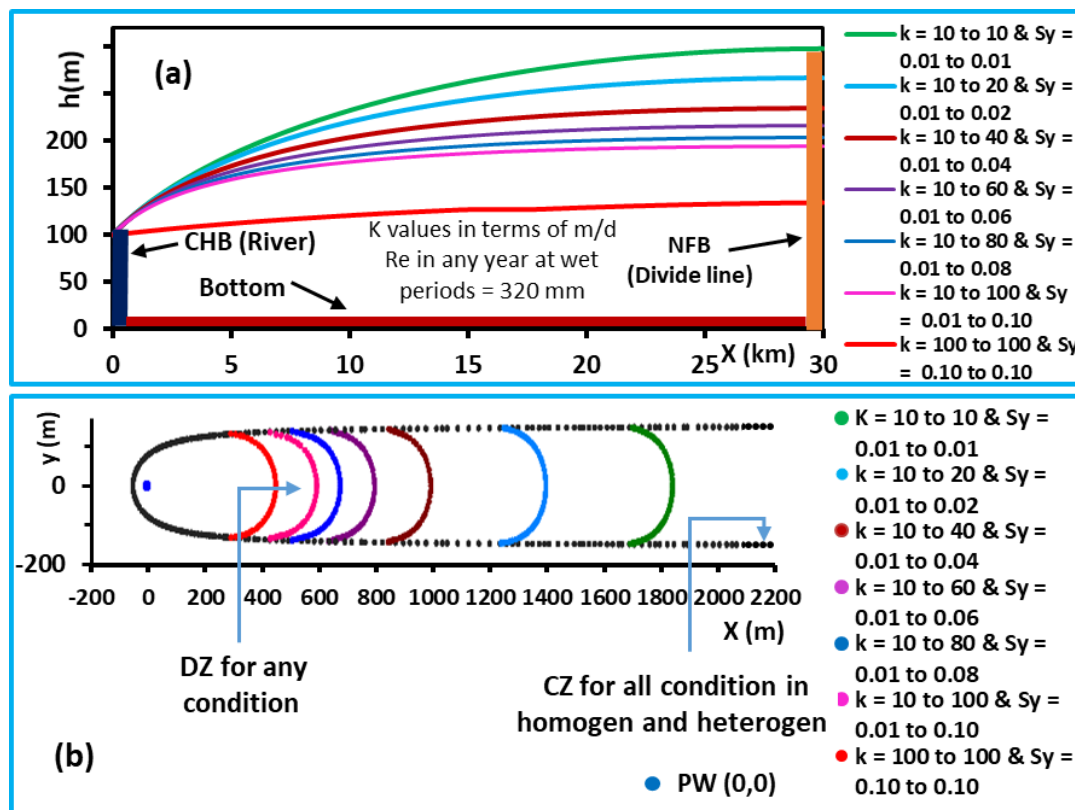 h(m)
(a)
200
150
100
50
0
CHB (River)
Bottom
K values in terms of m/d
Re in any year at wet
periods = 320 mm
NFB
(Divide line)
0 5 10 15 20 25 30
X (km)
k = 10 to 10 & Sy =
0.01 to 0.01
k = 10 to 20 & Sy =
0.01 to 0.02
k = 10 to 40 & Sy =
0.01 to 0.04
k = 10 to 60 & Sy =
0.01 to 0.06
k = 10 to 80 & Sy =
0.01 to 0.08
k = 10 to 100 & Sy
= 0.01 to 0.10
k = 100 to 100 & Sy
= 0.10 to 0.10
y (m)
0
-200
-200 0 200 400 600 800 1000 1200 1400 1600 1800 2000 2200
X (m)
DZ for any
condition
CZ for all condition in
homogen and heterogen
(b)
PW (0,0)
K = 10 to 10 & Sy =
0.01 to 0.01
k = 10 to 20 & Sy =
0.01 to 0.02
k = 10 to 40 & Sy =
0.01 to 0.04
k = 10 to 60 & Sy =
0.01 to 0.06
k = 10 to 80 & Sy =
0.01 to 0.08
k = 10 to 100 & Sy =
0.01 to 0.10
k = 100 to 100 & Sy =
0.10 to 0.10